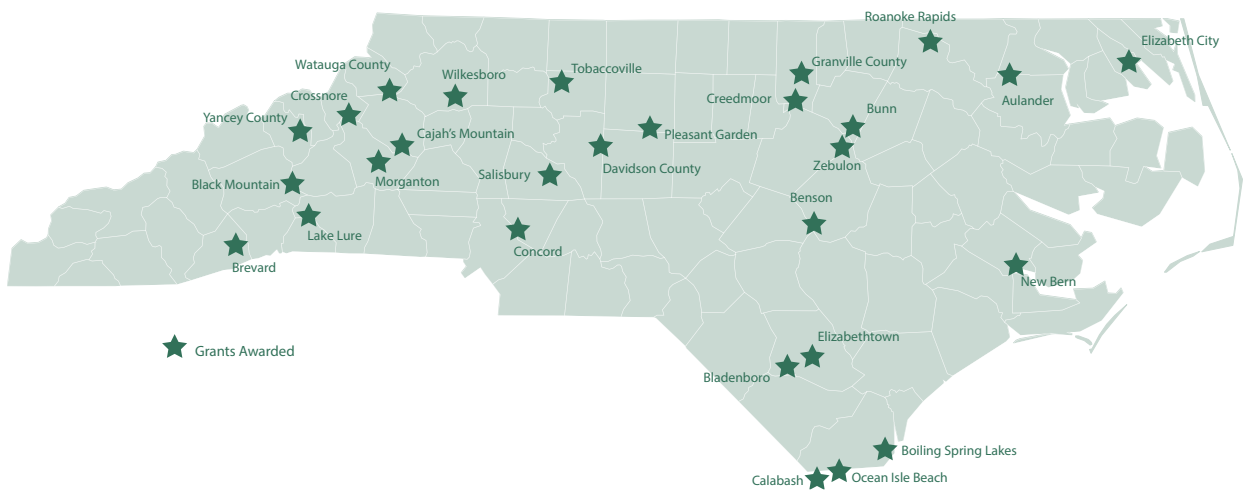 Roanoke Rapids
Elizabeth City
Watauga County
Granville County
Tobaccoville
Wilkesboro
Crossnore
Creedmoor
Aulander
Bunn
Yancey County
Cajah's Mountain
Pleasant Garden
Zebulon
Davidson County
Salisbury
Morganton
Black Mountain
Benson
Lake Lure
Concord
Brevard
New Bern
Elizabethtown
Grants Awarded
Bladenboro
Boiling Spring Lakes
Ocean Isle Beach
Calabash